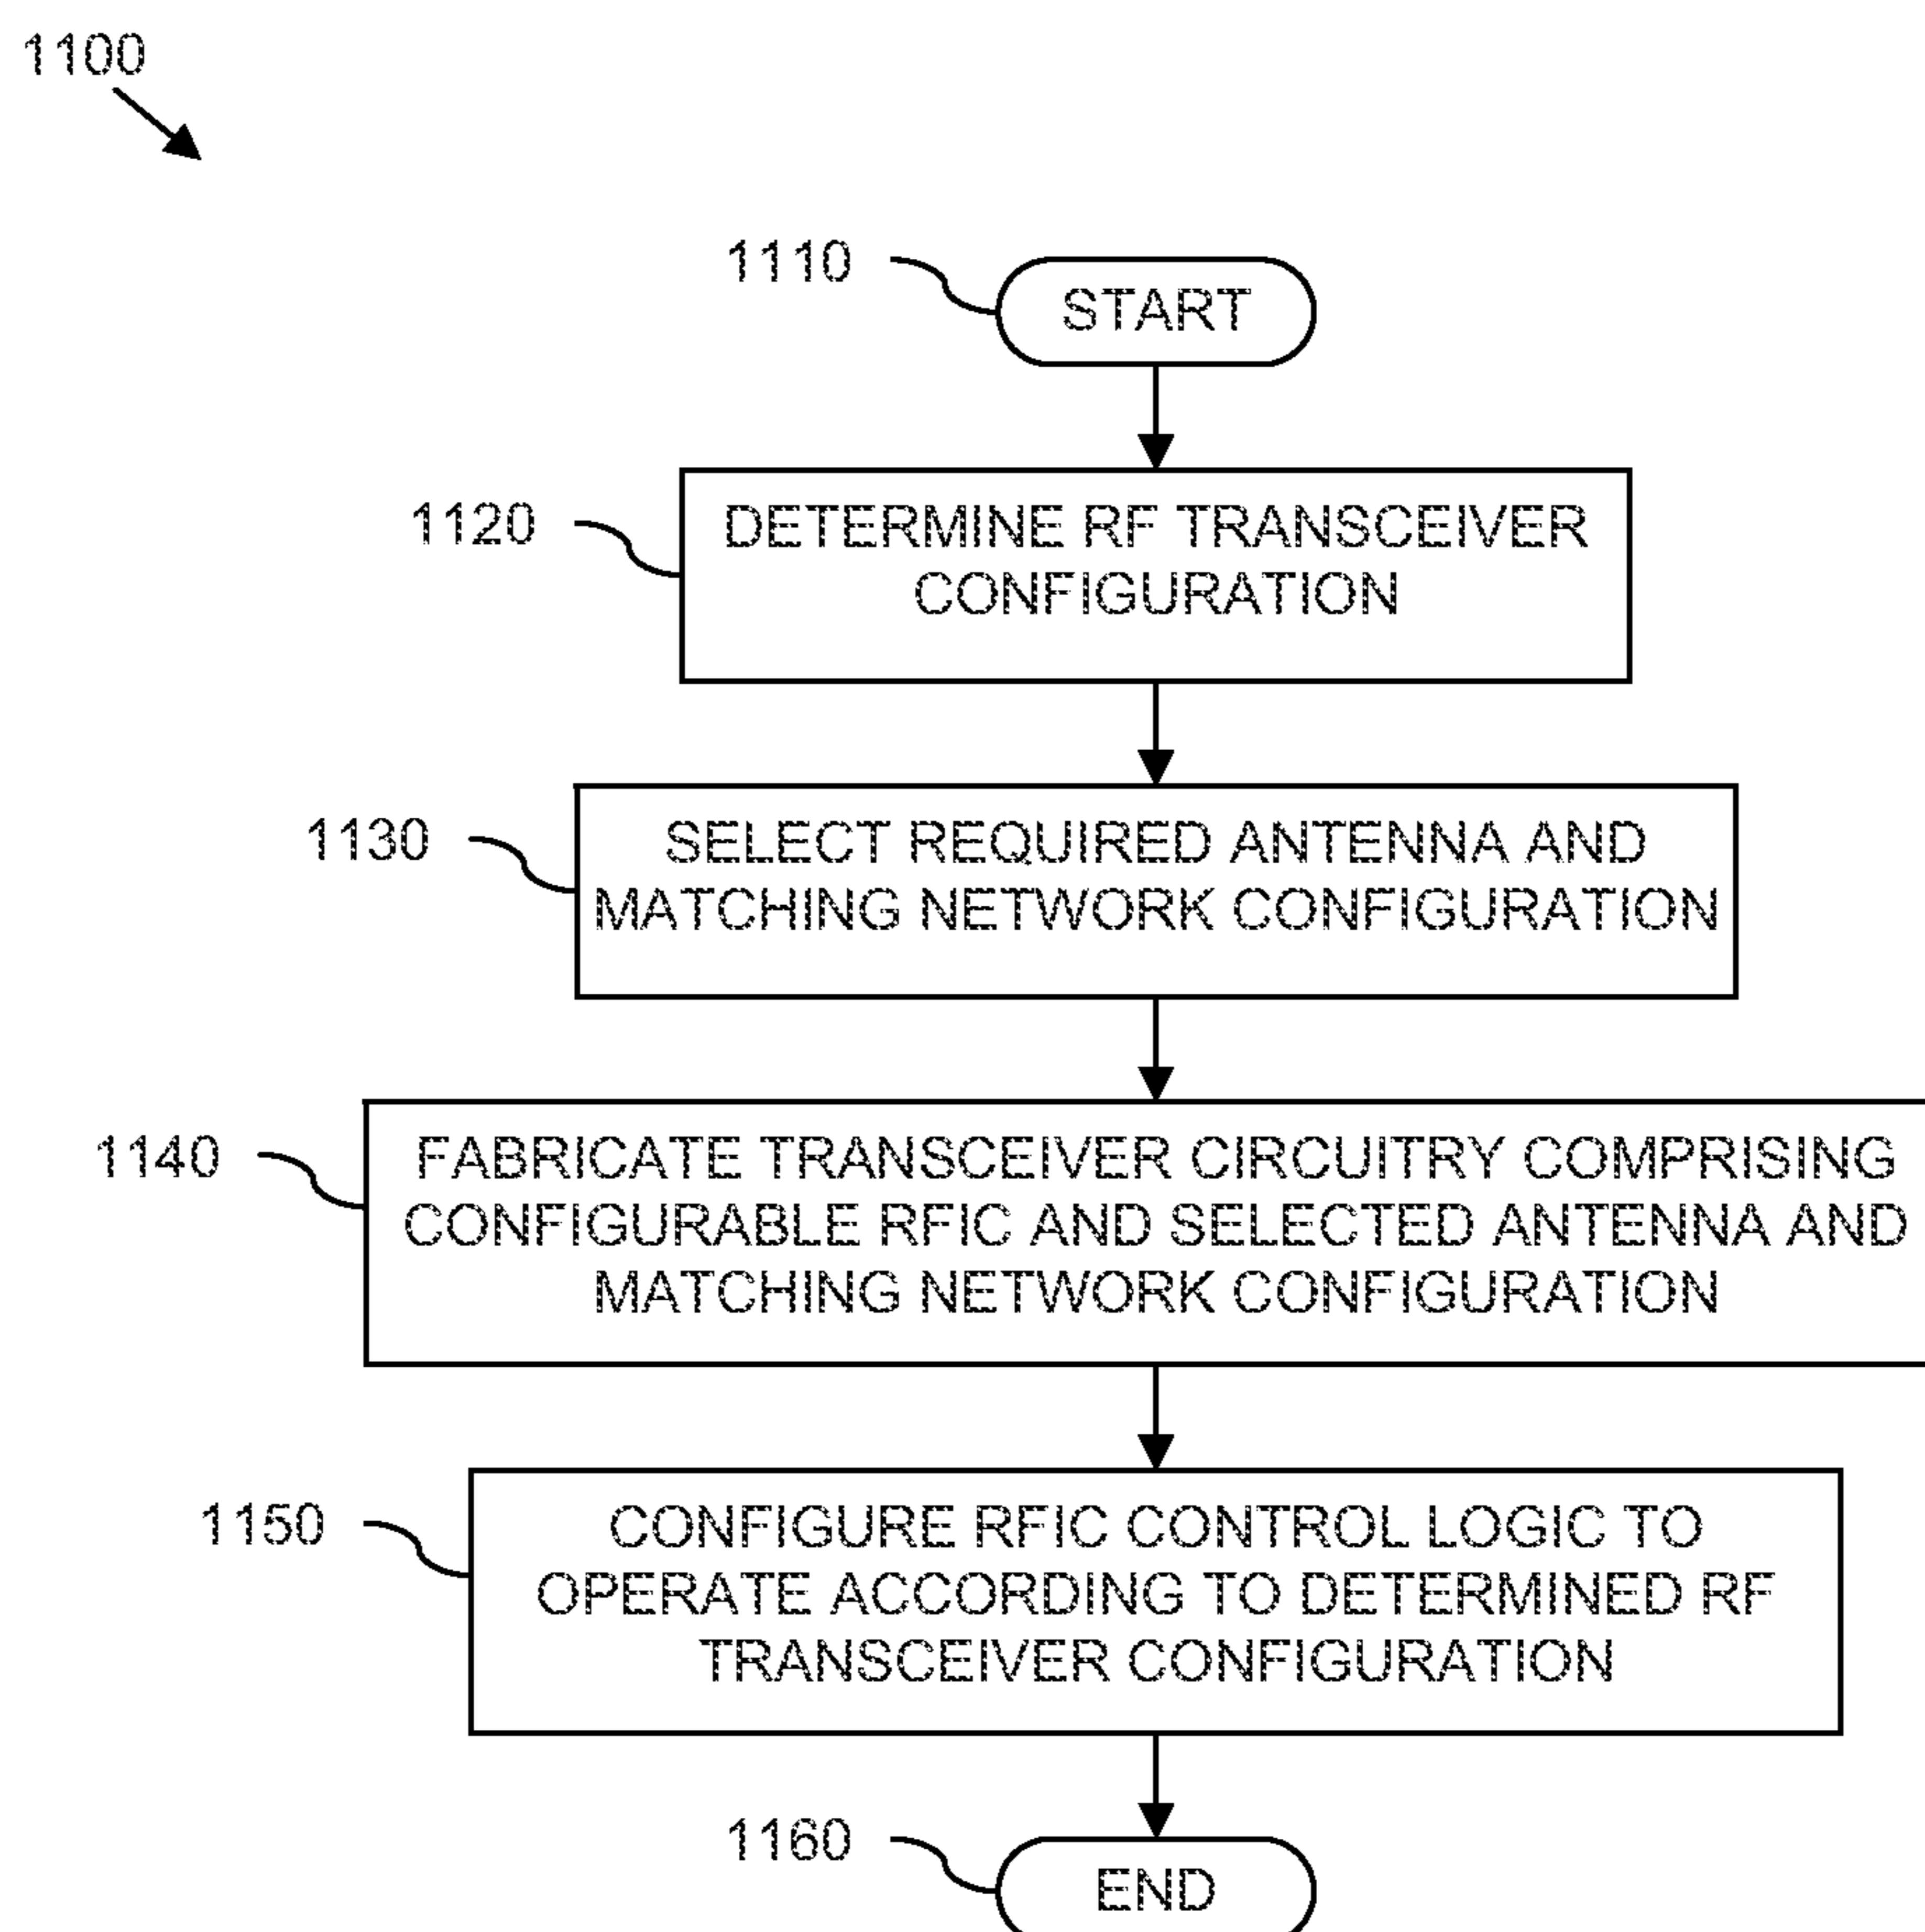 1100
1110
START
1120
DETERMINE RF TRANSCEIVER
CONFIGURATION
1130
SELECT REQUIRED ANTENNA AND
MATCHING NETWORK CONFIGURATION
1140
FABRICATE TRANSCEIVER CIRCUITRY COMPRISING
CONFIGURABLE RFIC AND SELECTED ANTENNA AND
MATCHING NETWORK CONFIGURATION
1150
CONFIGURE RFIC CONTROL LOGIC TO
OPERATE ACCORDING TO DETERMINED RF
TRANSCEIVER CONFIGURATION
1160
END